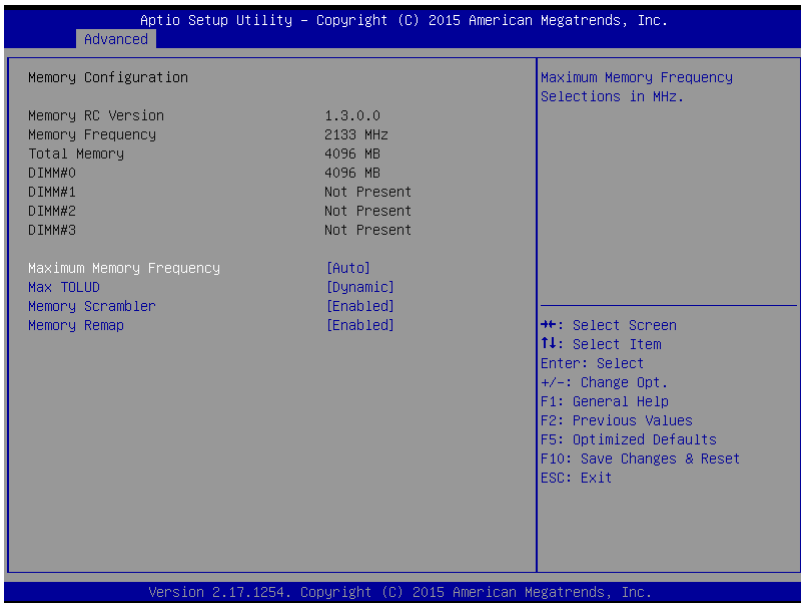 Aptio Setup Utility – Copyright (C) 2015 American Megatrends, Inc.
Advanced
Memory Configuration
Memory RC Version 1.3.0.0
Memory Frequency 2133 MHz
Total Memory 4096 MB
DIMM#0 4096 MB
DIMM#1 Not Present
DIMM#2 Not Present
DIMM#3 Not Present
Maximum Memory Frequency [Auto]
Max TOLUD [Dynamic]
Memory Scrambler [Enabled]
Memory Remap [Enabled]
Maximum Memory Frequency
Selections in MHz.
→←: Select Screen
↑↓: Select Item
Enter: Select
+/-: Change Opt.
F1: General Help
F2: Previous Values
F5: Optimized Defaults
F10: Save Changes & Reset
ESC: Exit
Version 2.17.1254. Copyright (C) 2015 American Megatrends, Inc.